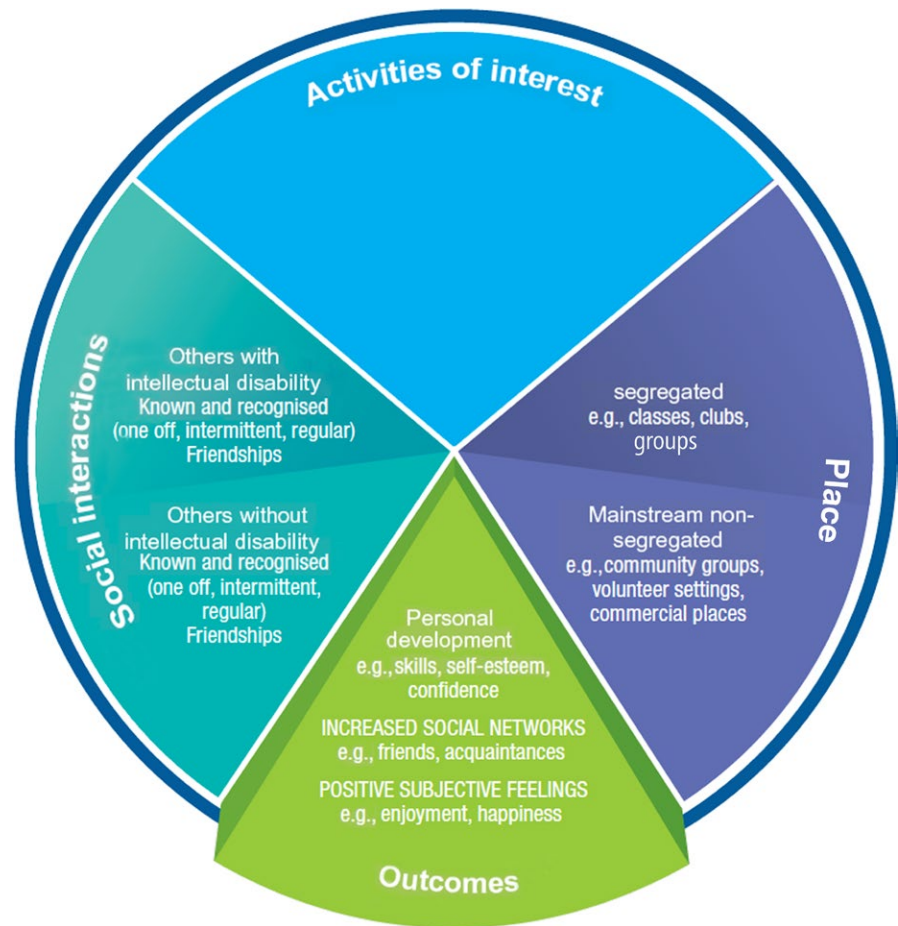 Activities of interest
Social interactions
Others with
intellectual disability
Known and recognised
(one off, intermittent, regular)
Friendships
Others without
intellectual disability
Known and recognised
(one off, intermittent,
regular)
Friendships
Place
segregated
e.g., classes, clubs,
groups
Mainstream non-
segregated
e.g., community groups,
volunteer settings,
commercial places
Personal
development
e.g., skills, self-esteem,
confidence
INCREASED SOCIAL NETWORKS
e.g., friends, acquaintances
POSITIVE SUBJECTIVE FEELINGS
e.g., enjoyment, happiness
Outcomes